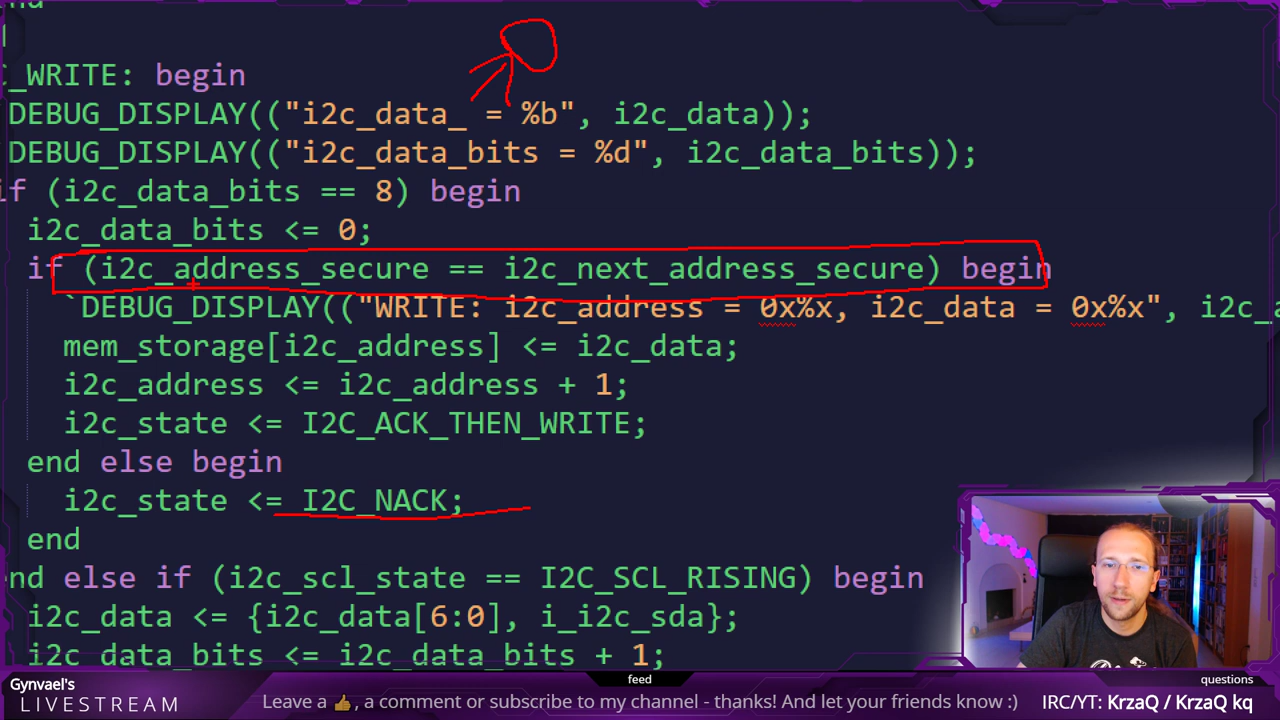 C_WRITE: begin
DEBUG_DISPLAY(("i2c_data_ = %b", i2c_data));
DEBUG_DISPLAY(("i2c_data_bits = %d", i2c_data_bits));
if (i2c_data_bits == 8) begin
i2c_data_bits <= 0;
if (i2c_address_secure == i2c_next_address_secure) begin
`DEBUG_DISPLAY(("WRITE: i2c_address = 0x%x, i2c_data = 0x%x", i2c_a
mem_storage[i2c_address] <= i2c_data;
i2c_address <= i2c_address + 1;
i2c_state <= I2C_ACK_THEN_WRITE;
end else begin
i2c_state <= I2C_NACK;
end
end else if (i2c_scl_state == I2C_SCL_RISING) begin
i2c_data <= {i2c_data[6:0], i_i2c_sda};
i2c_data_bits <= i2c_data_bits + 1;
Gynvael's
LIVESTREAM
feed
questions
Leave a 👍, a comment or subscribe to my channel - thanks! And let your friends know :)
IRC/YT: KrzaQ / KrzaQ kq